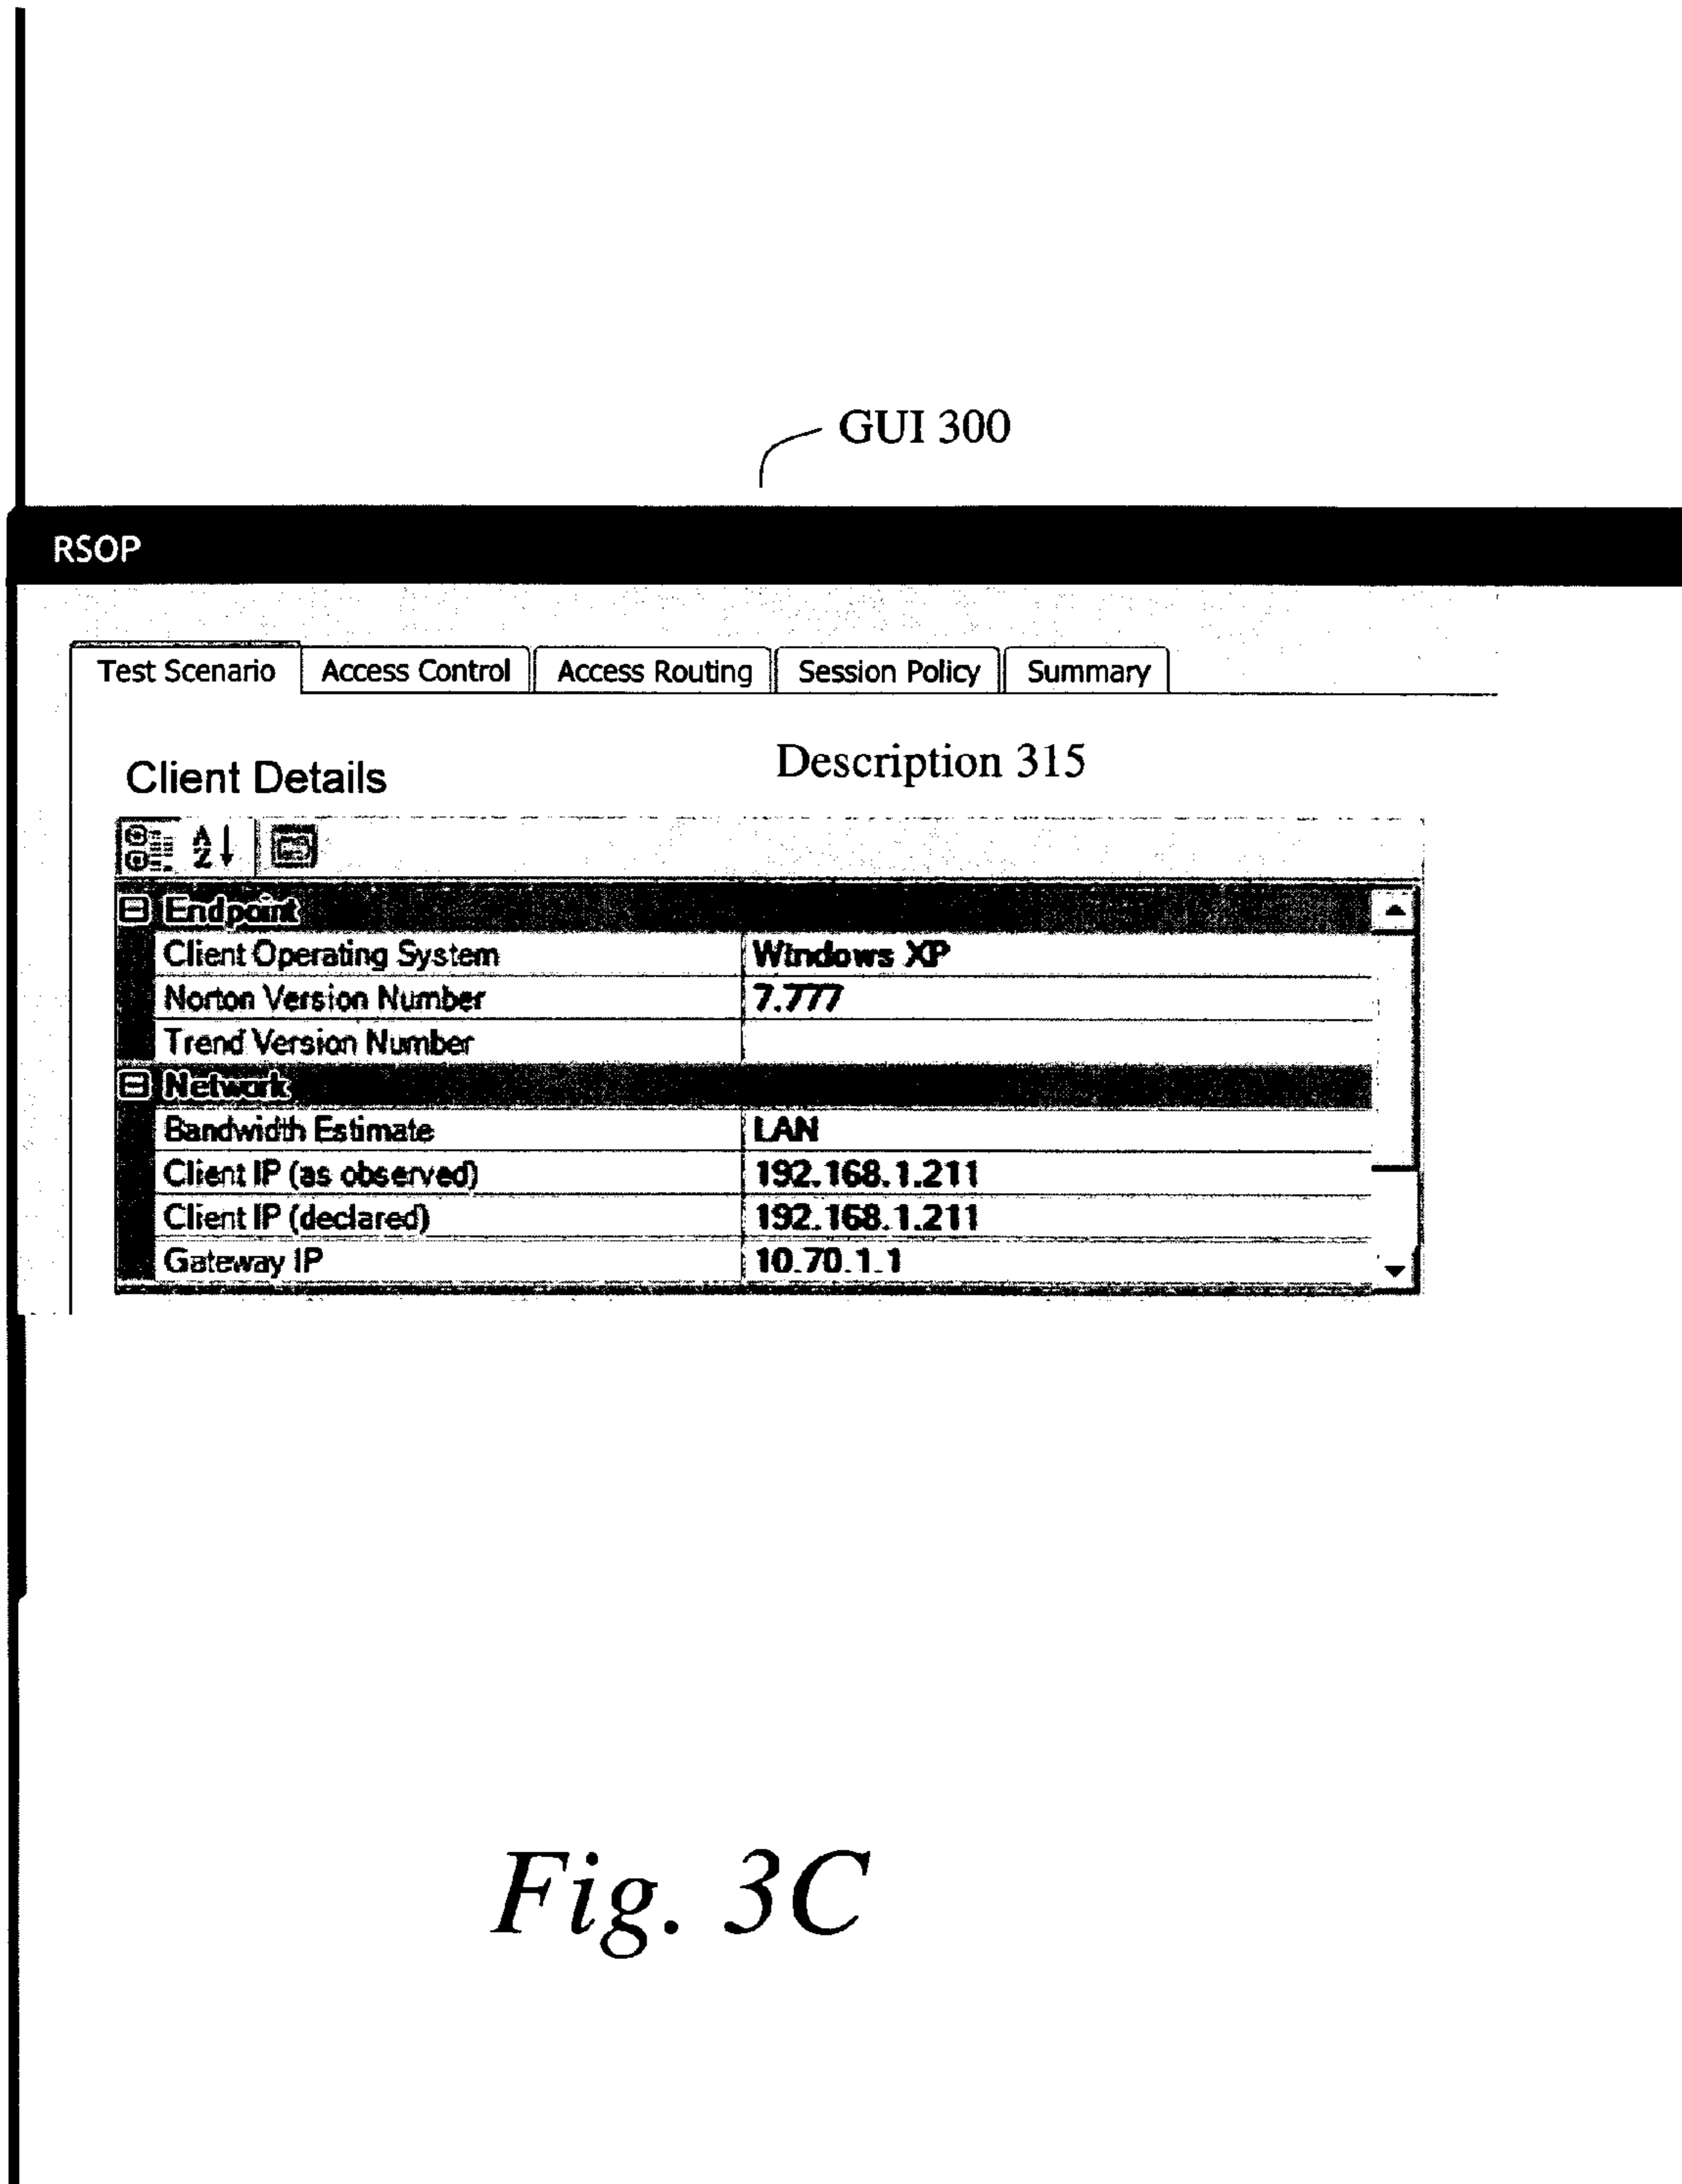 GUI 300
RSOP
Test Scenario Access Control Access Routing Session Policy Summary
Client Details Description 315
Endpoint
Client Operating System Windows XP
Norton Version Number 7.777
Trend Version Number
Network
Bandwidth Estimate LAN
Client IP (as observed) 192.168.1.211
Client IP (declared) 192.168.1.211
Gateway IP 10.70.1.1
Fig. 3C